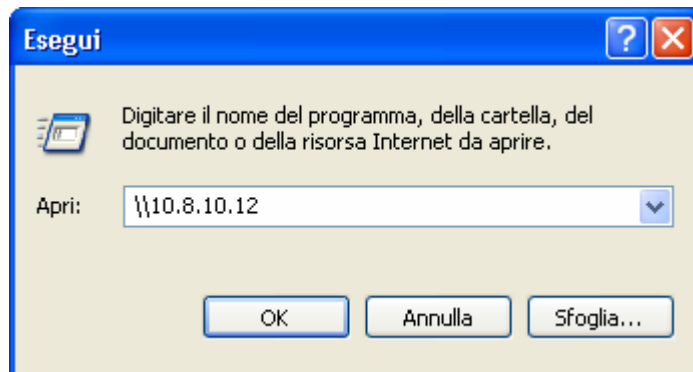 Esegui
Digitare il nome del programma, della cartella, del
documento o della risorsa Internet da aprire.
Apri: \\10.8.10.12
OK Annulla Sfoglia...